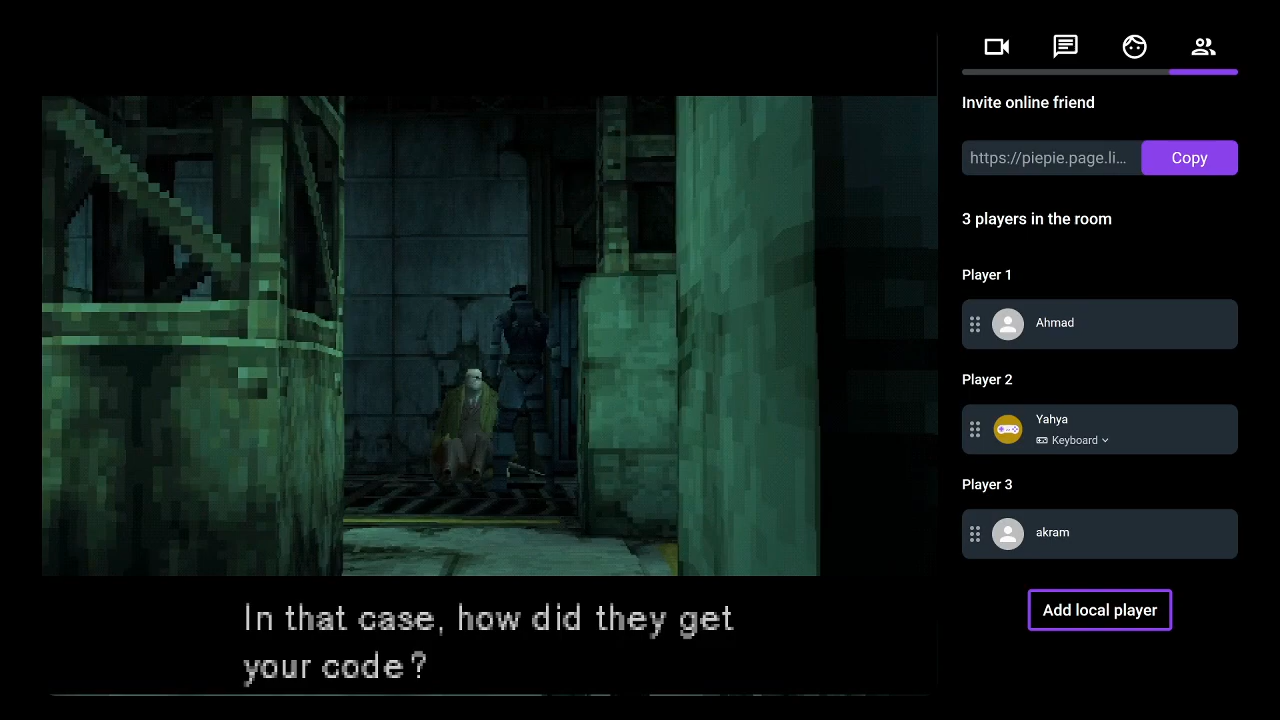 Invite online friend
https://piepie.page.li...
Copy
3 players in the room
Player 1
Ahmad
Player 2
Yahya
Keyboard
Player 3
akram
Add local player
In that case, how did they get
your code?